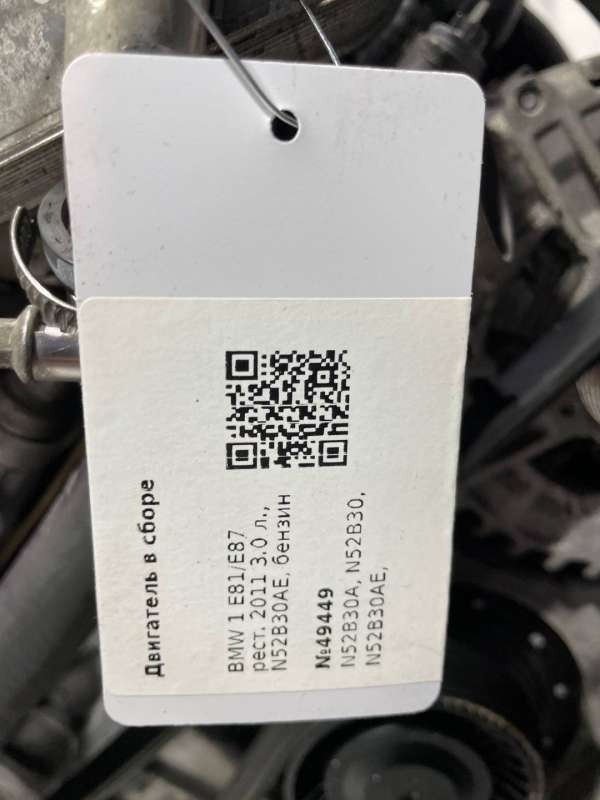 Двигатель в сборе
BMW 1 E81/E87
рест. 2011 3.0 л.,
N52B30AE, бензин
№49449
N52B30A, N52B30,
N52B30AE,